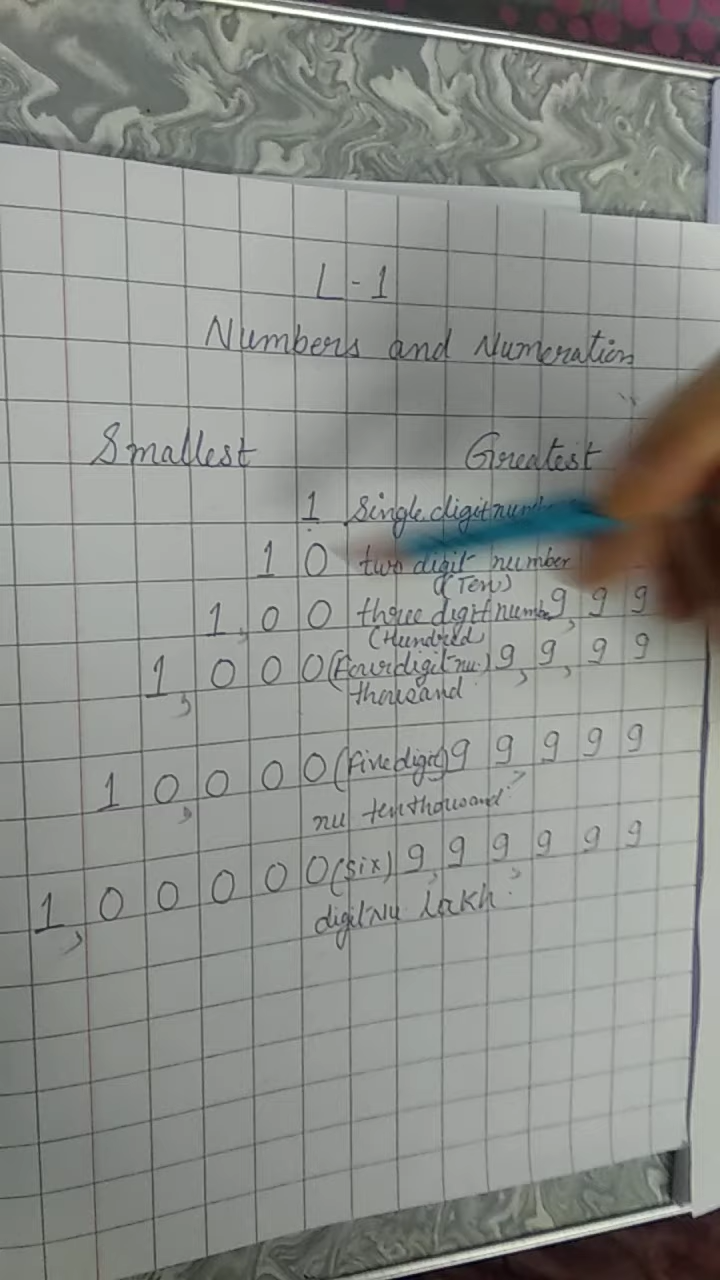 L-1
Numbers and Numeration
Smallest Greatest
1 single digit
1 0 two digit number
(Ten)
1, 0 0 three digit number 9, 9 9
(Hundred)
1, 0 0 0 (Four digit nu.) 9, 9, 9 9
thousand
1 0, 0 0 0 (Five digit) 9 9, 9 9 9
nu ten thousand
1, 0 0 0 0 0 (six) 9, 9 9, 9 9 9
digit Nu lakh